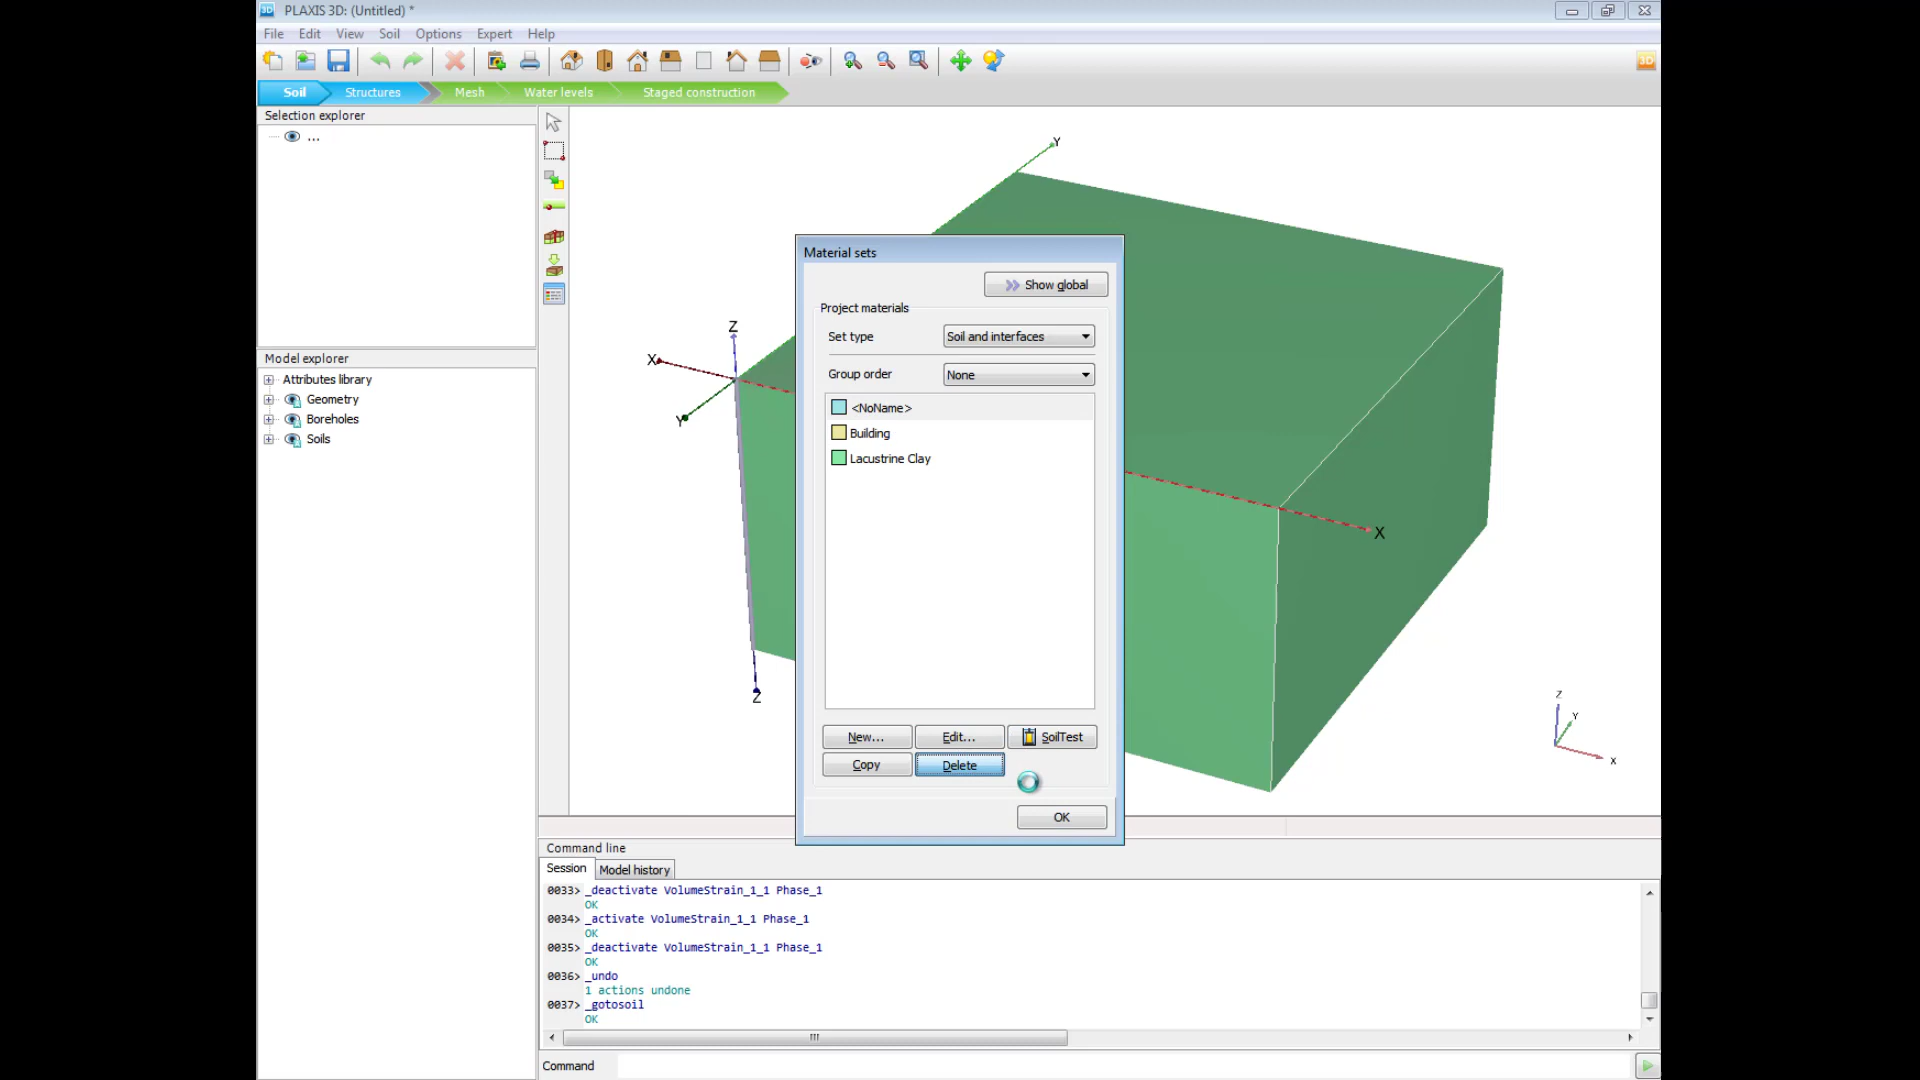 PLAXIS 3D: (Untitled) *
File Edit View Soil Options Expert Help
3D
Soil Structures Mesh Water levels Staged construction
Selection explorer
...
Model explorer
Attributes library
Geometry
Boreholes
Soils
Y
Z
X
Y
X
Z
Z
Y
X
Material sets
Show global
Project materials
Set type Soil and interfaces
Group order None
<NoName>
Building
Lacustrine Clay
New... Edit... SoilTest
Copy Delete
OK
Command line
Session Model history
0033> _deactivate VolumeStrain_1_1 Phase_1
OK
0034> _activate VolumeStrain_1_1 Phase_1
OK
0035> _deactivate VolumeStrain_1_1 Phase_1
OK
0036> _undo
1 actions undone
0037> _gotosoil
OK
Command